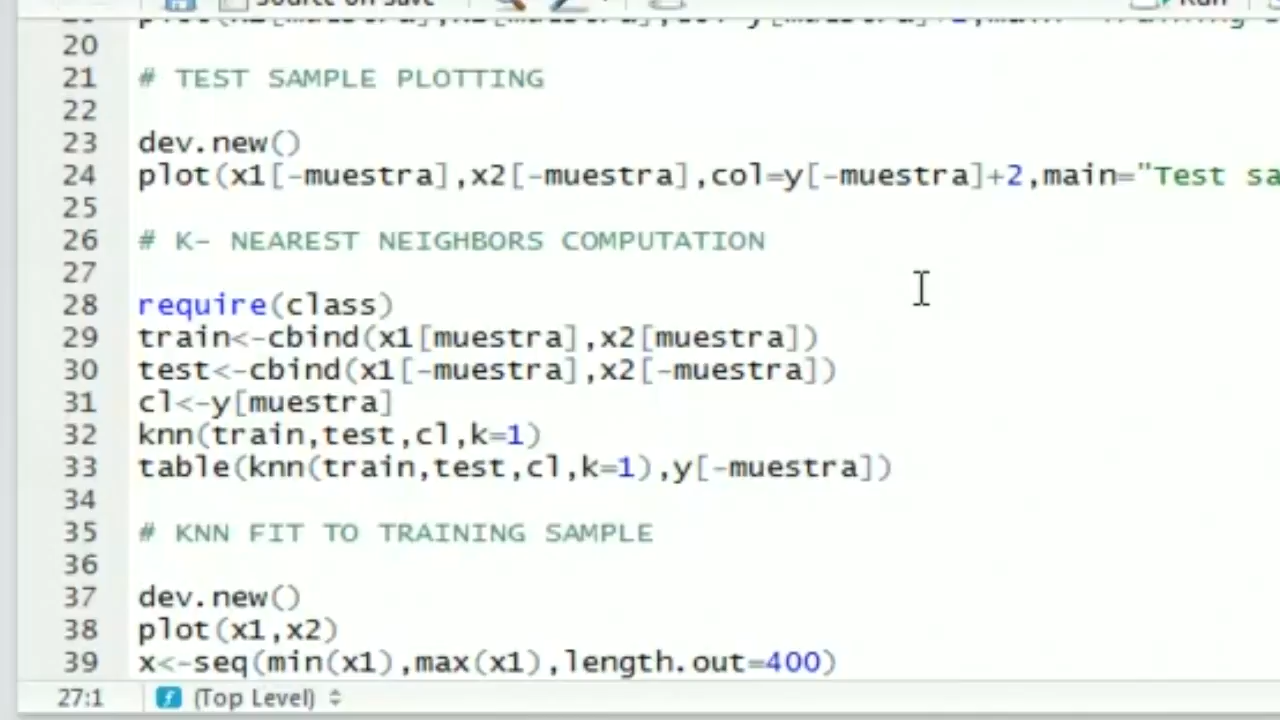 20
21 # TEST SAMPLE PLOTTING
22
23 dev.new()
24 plot(x1[-muestra],x2[-muestra],col=y[-muestra]+2,main="Test sa
25
26 # K- NEAREST NEIGHBORS COMPUTATION
27
28 require(class)
29 train<-cbind(x1[muestra],x2[muestra])
30 test<-cbind(x1[-muestra],x2[-muestra])
31 cl<-y[muestra]
32 knn(train,test,cl,k=1)
33 table(knn(train,test,cl,k=1),y[-muestra])
34
35 # KNN FIT TO TRAINING SAMPLE
36
37 dev.new()
38 plot(x1,x2)
39 x<-seq(min(x1),max(x1),length.out=400)
27:1 (Top Level)